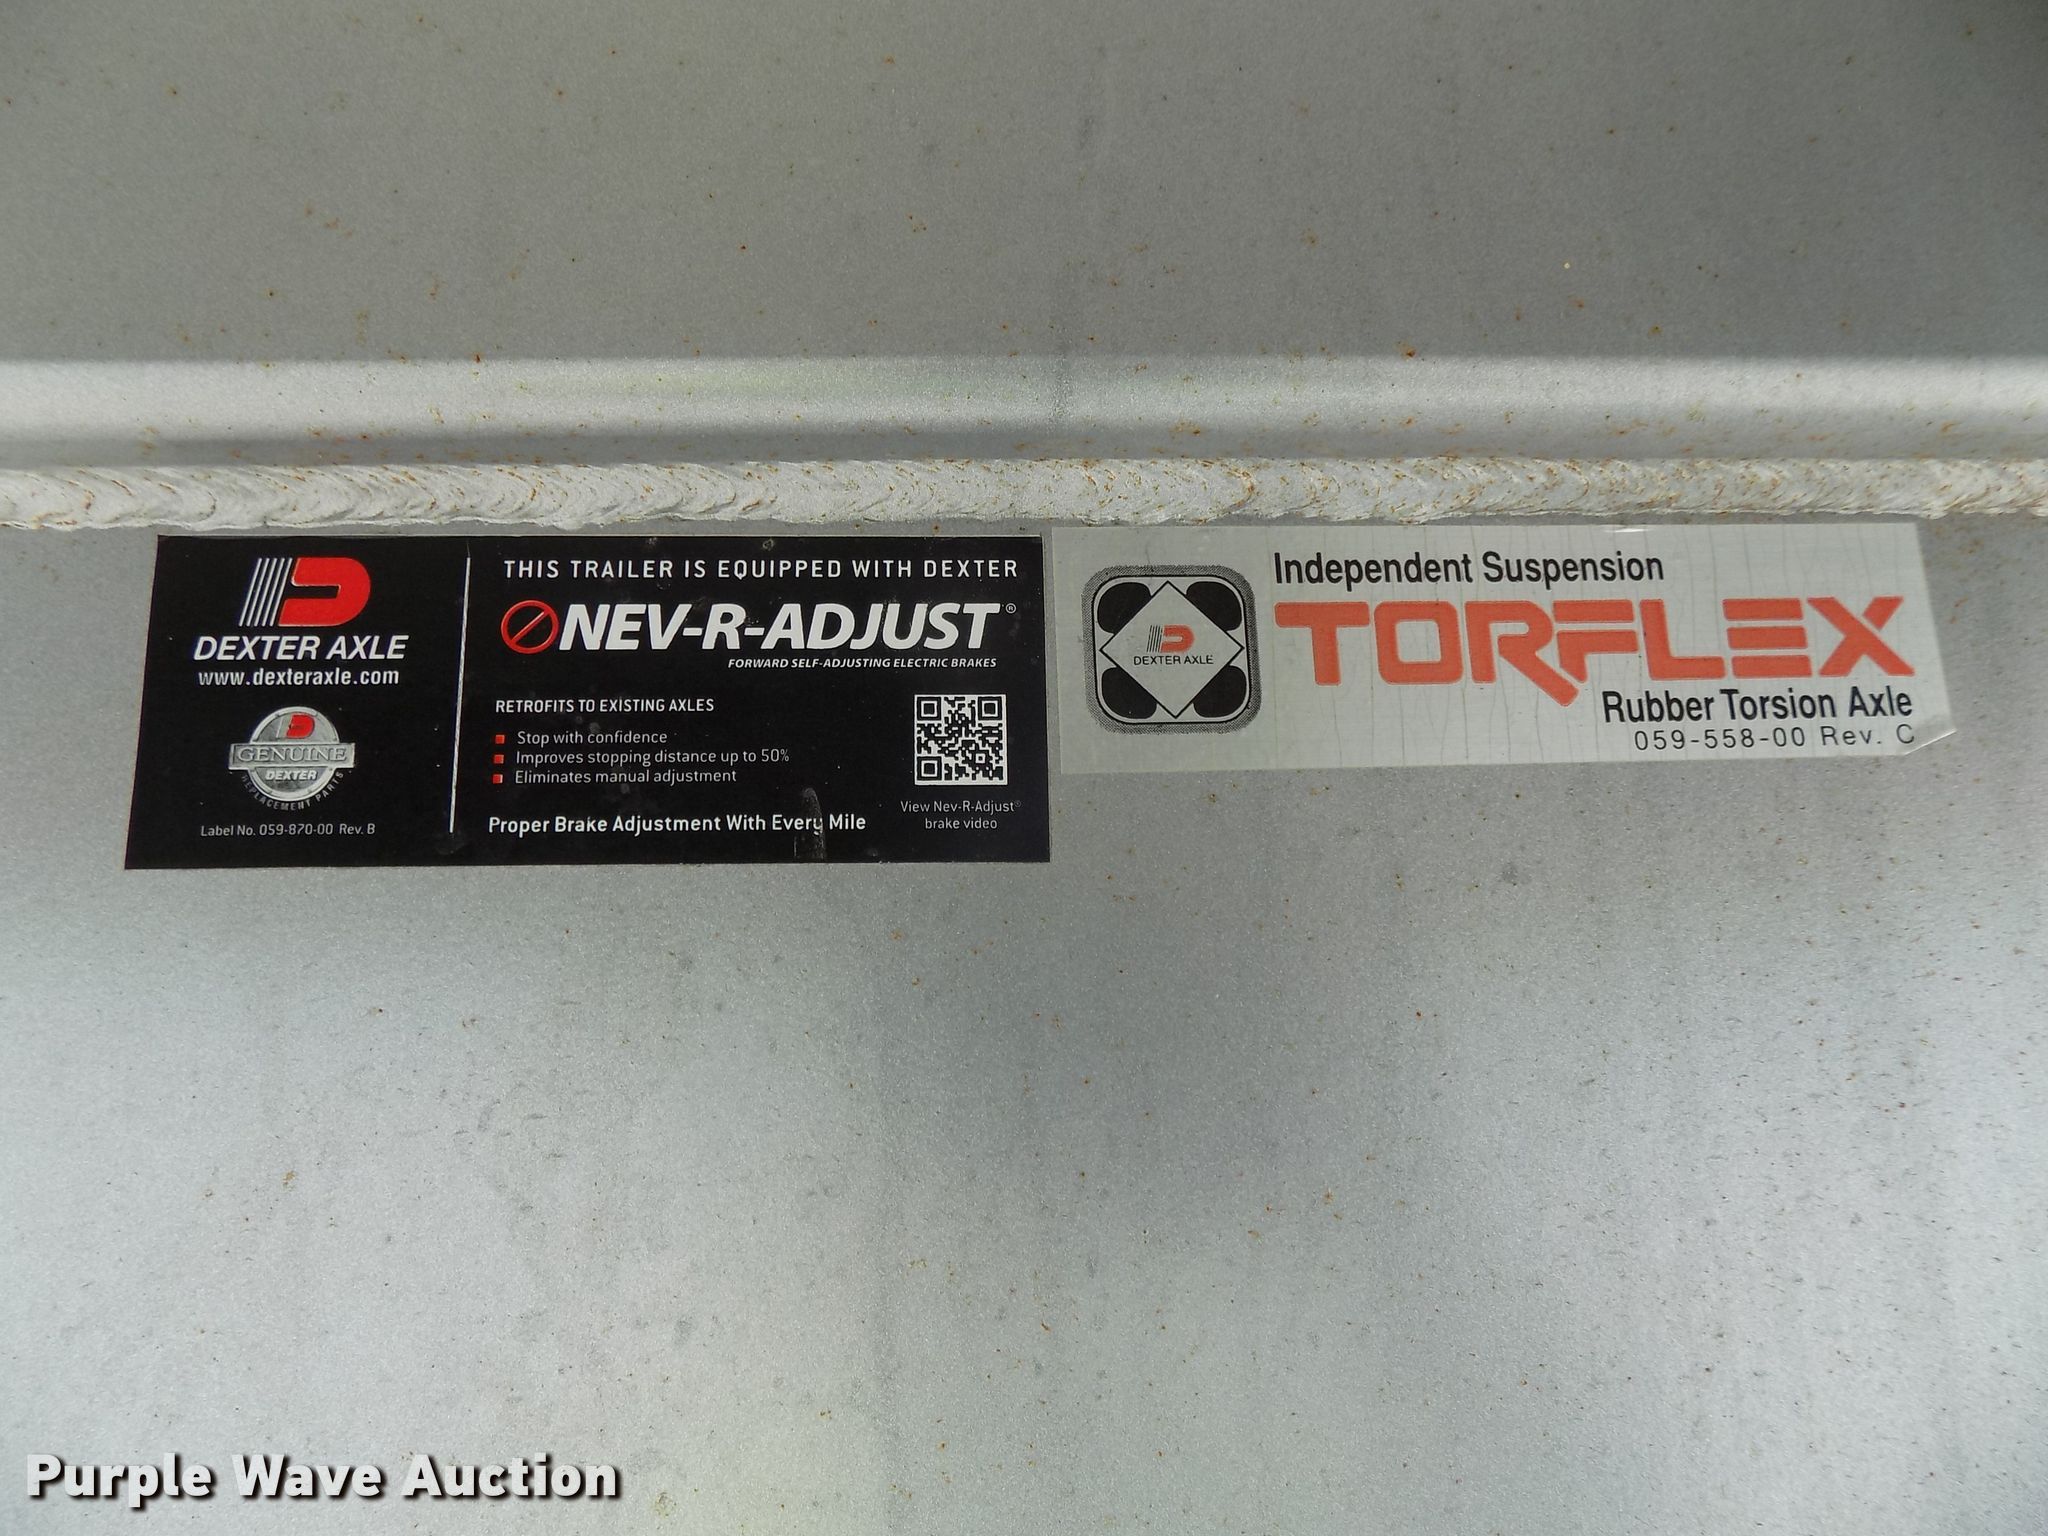 DEXTER AXLE
www.dexteraxle.com
GENUINE
DEXTER
REPLACEMENT PARTS
Label No. 059-870-00 Rev. B
THIS TRAILER IS EQUIPPED WITH DEXTER
NEV-R-ADJUST®
FORWARD SELF-ADJUSTING ELECTRIC BRAKES
RETROFITS TO EXISTING AXLES
Stop with confidence
Improves stopping distance up to 50%
Eliminates manual adjustment
Proper Brake Adjustment With Every Mile
View Nev-R-Adjust®
brake video
DEXTER AXLE
Independent Suspension
TORFLEX
Rubber Torsion Axle
059-558-00 Rev. C
Purple Wave Auction